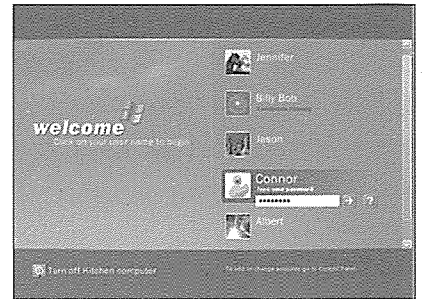 Jennifer
Billy Bob
Jason
welcome
Click on your user name to begin
Connor
Type your password
••••••••
?
Albert
Turn off Kitchen computer
To add or change accounts go to Control Panel